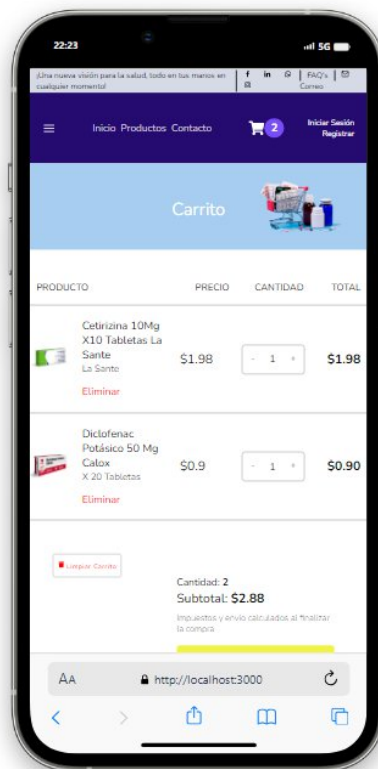 22:23 5G
¡Una nueva visión para la salud, todo en tus manos en
cualquier momento!
FAQ's
Correo
Inicio Productos Contacto
2
Iniciar Sesión
Registrar
Carrito
PRODUCTO PRECIO CANTIDAD TOTAL
Cetirizina 10Mg
X10 Tabletas La
Sante
La Sante
Eliminar
$1.98 - 1 + $1.98
Diclofenac
Potásico 50 Mg
Calox
X 20 Tabletas
Eliminar
$0.9 - 1 + $0.90
Limpiar Carrito
Cantidad: 2
Subtotal: $2.88
Impuestos y envío calculados al finalizar
la compra
AA http://localhost:3000